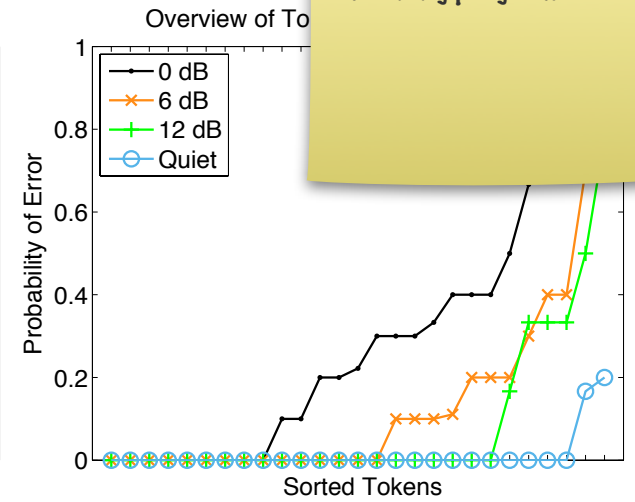 Overview of To
1
0 dB
6 dB
12 dB
Quiet
0.8
0.6
0.4
0.2
0
Probability of Error
Sorted Tokens